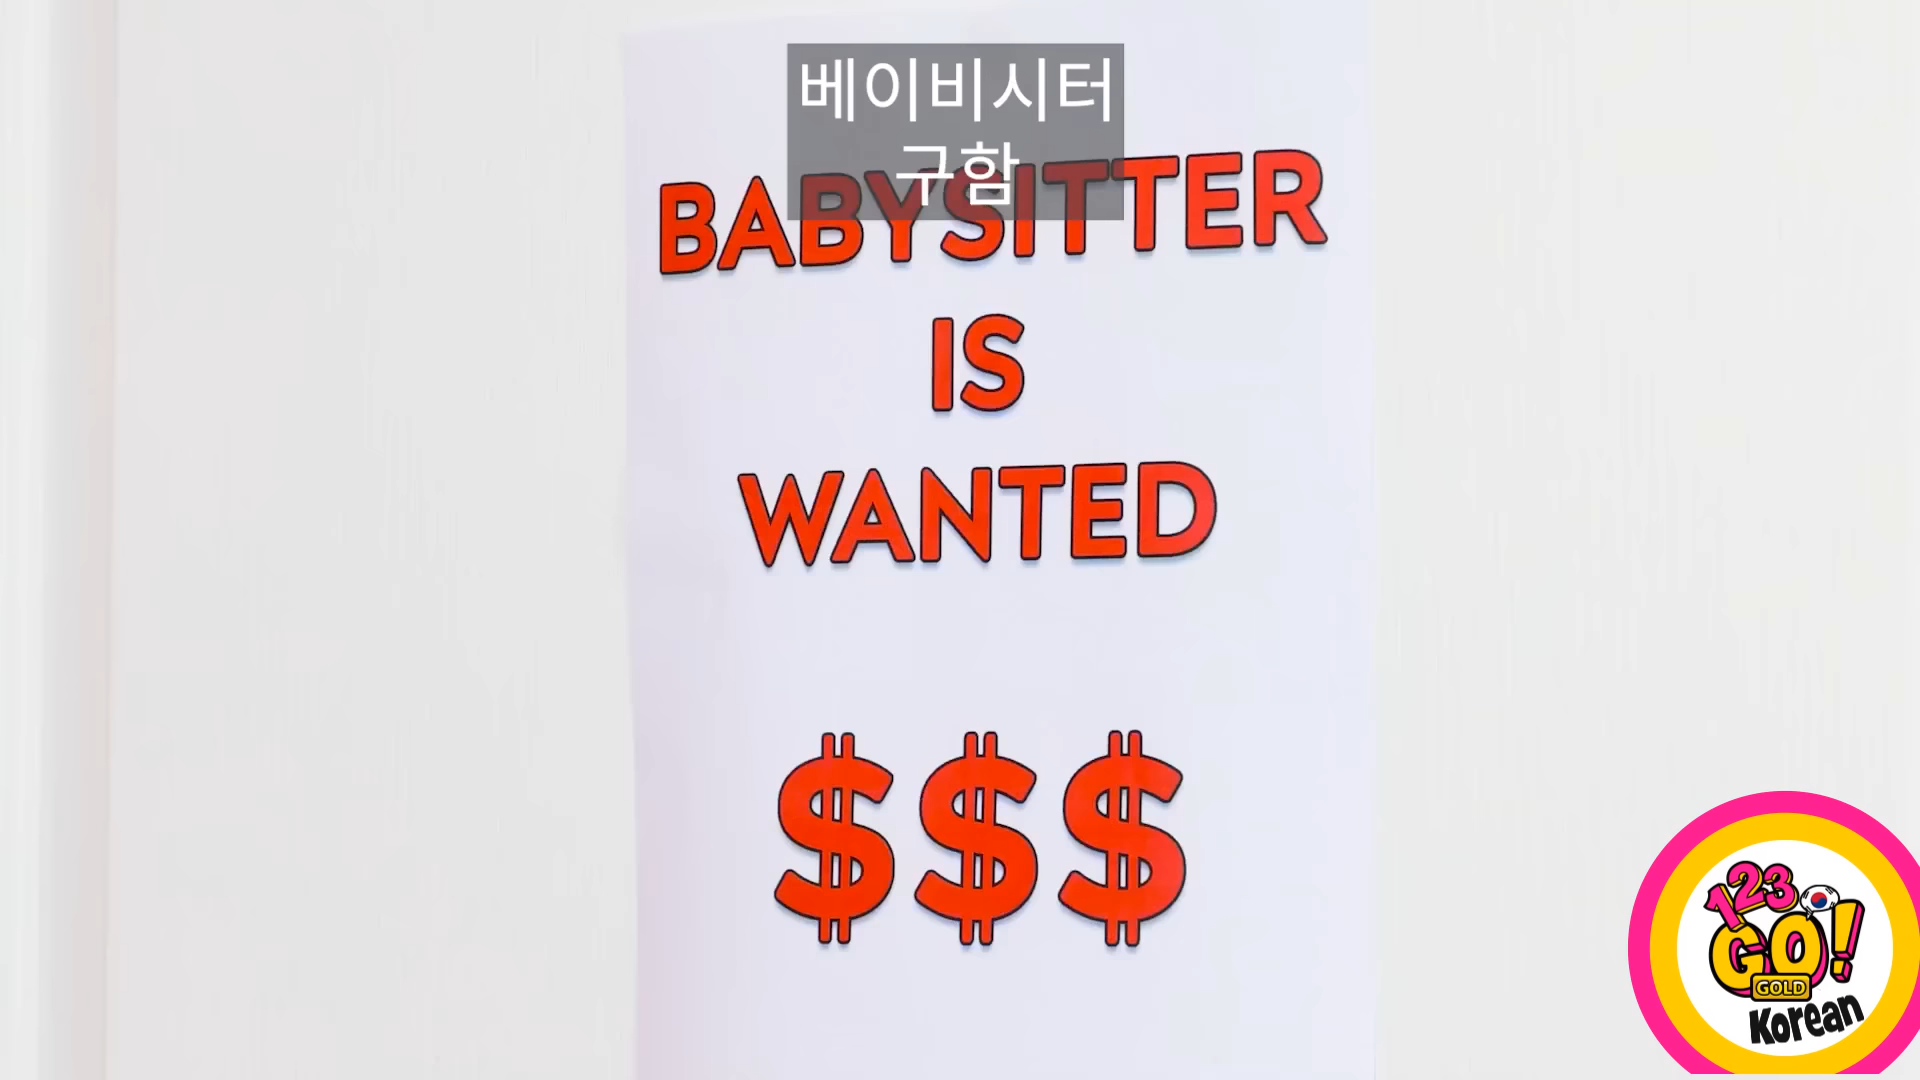 베이비시터
구함
BABYSITTER
IS
WANTED
$$$
123
GO!
GOLD
Korean